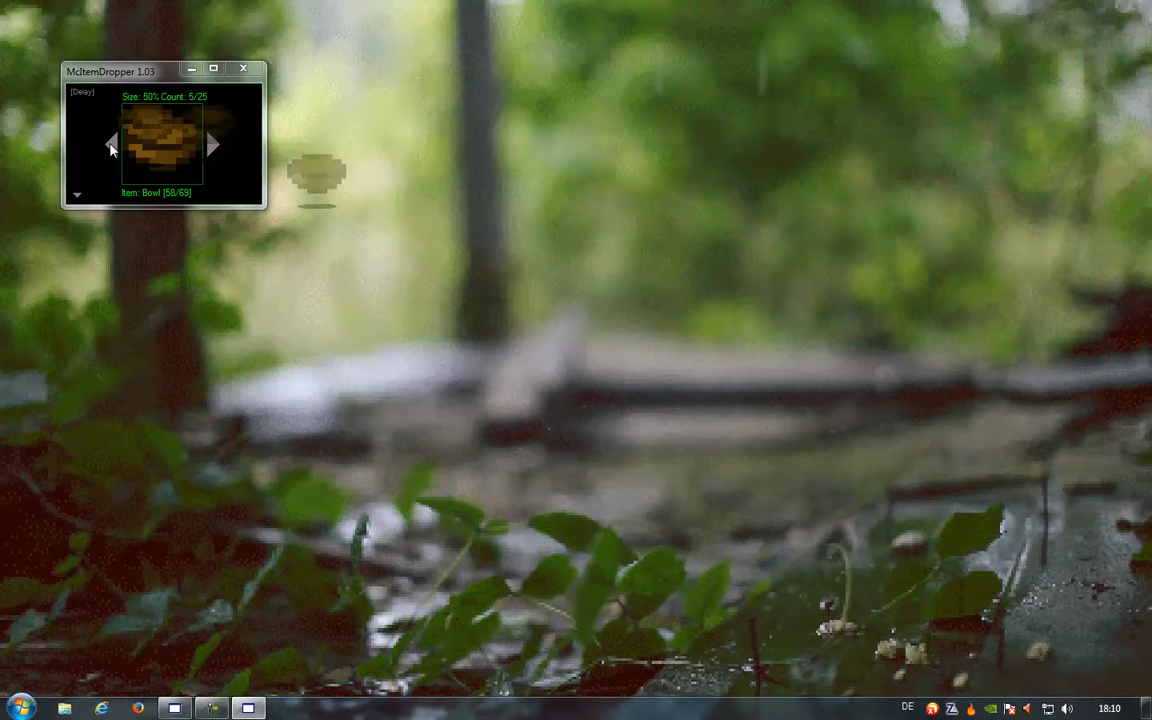 McItemDropper 1.03
[Delay]
Size: 50% Count: 5/25
Item: Bowl [58/69]
DE
18:10